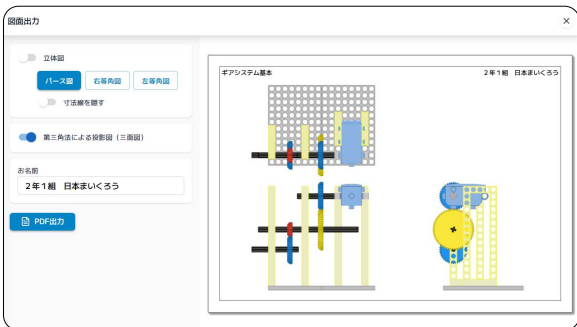 図面出力
×
立体図
パース図 右等角図 左等角図
寸法線を隠す
第三角法による投影図（三面図）
お名前
２年１組　日本まいくろう
PDF出力
ギアシステム基本
２年１組　日本まいくろう